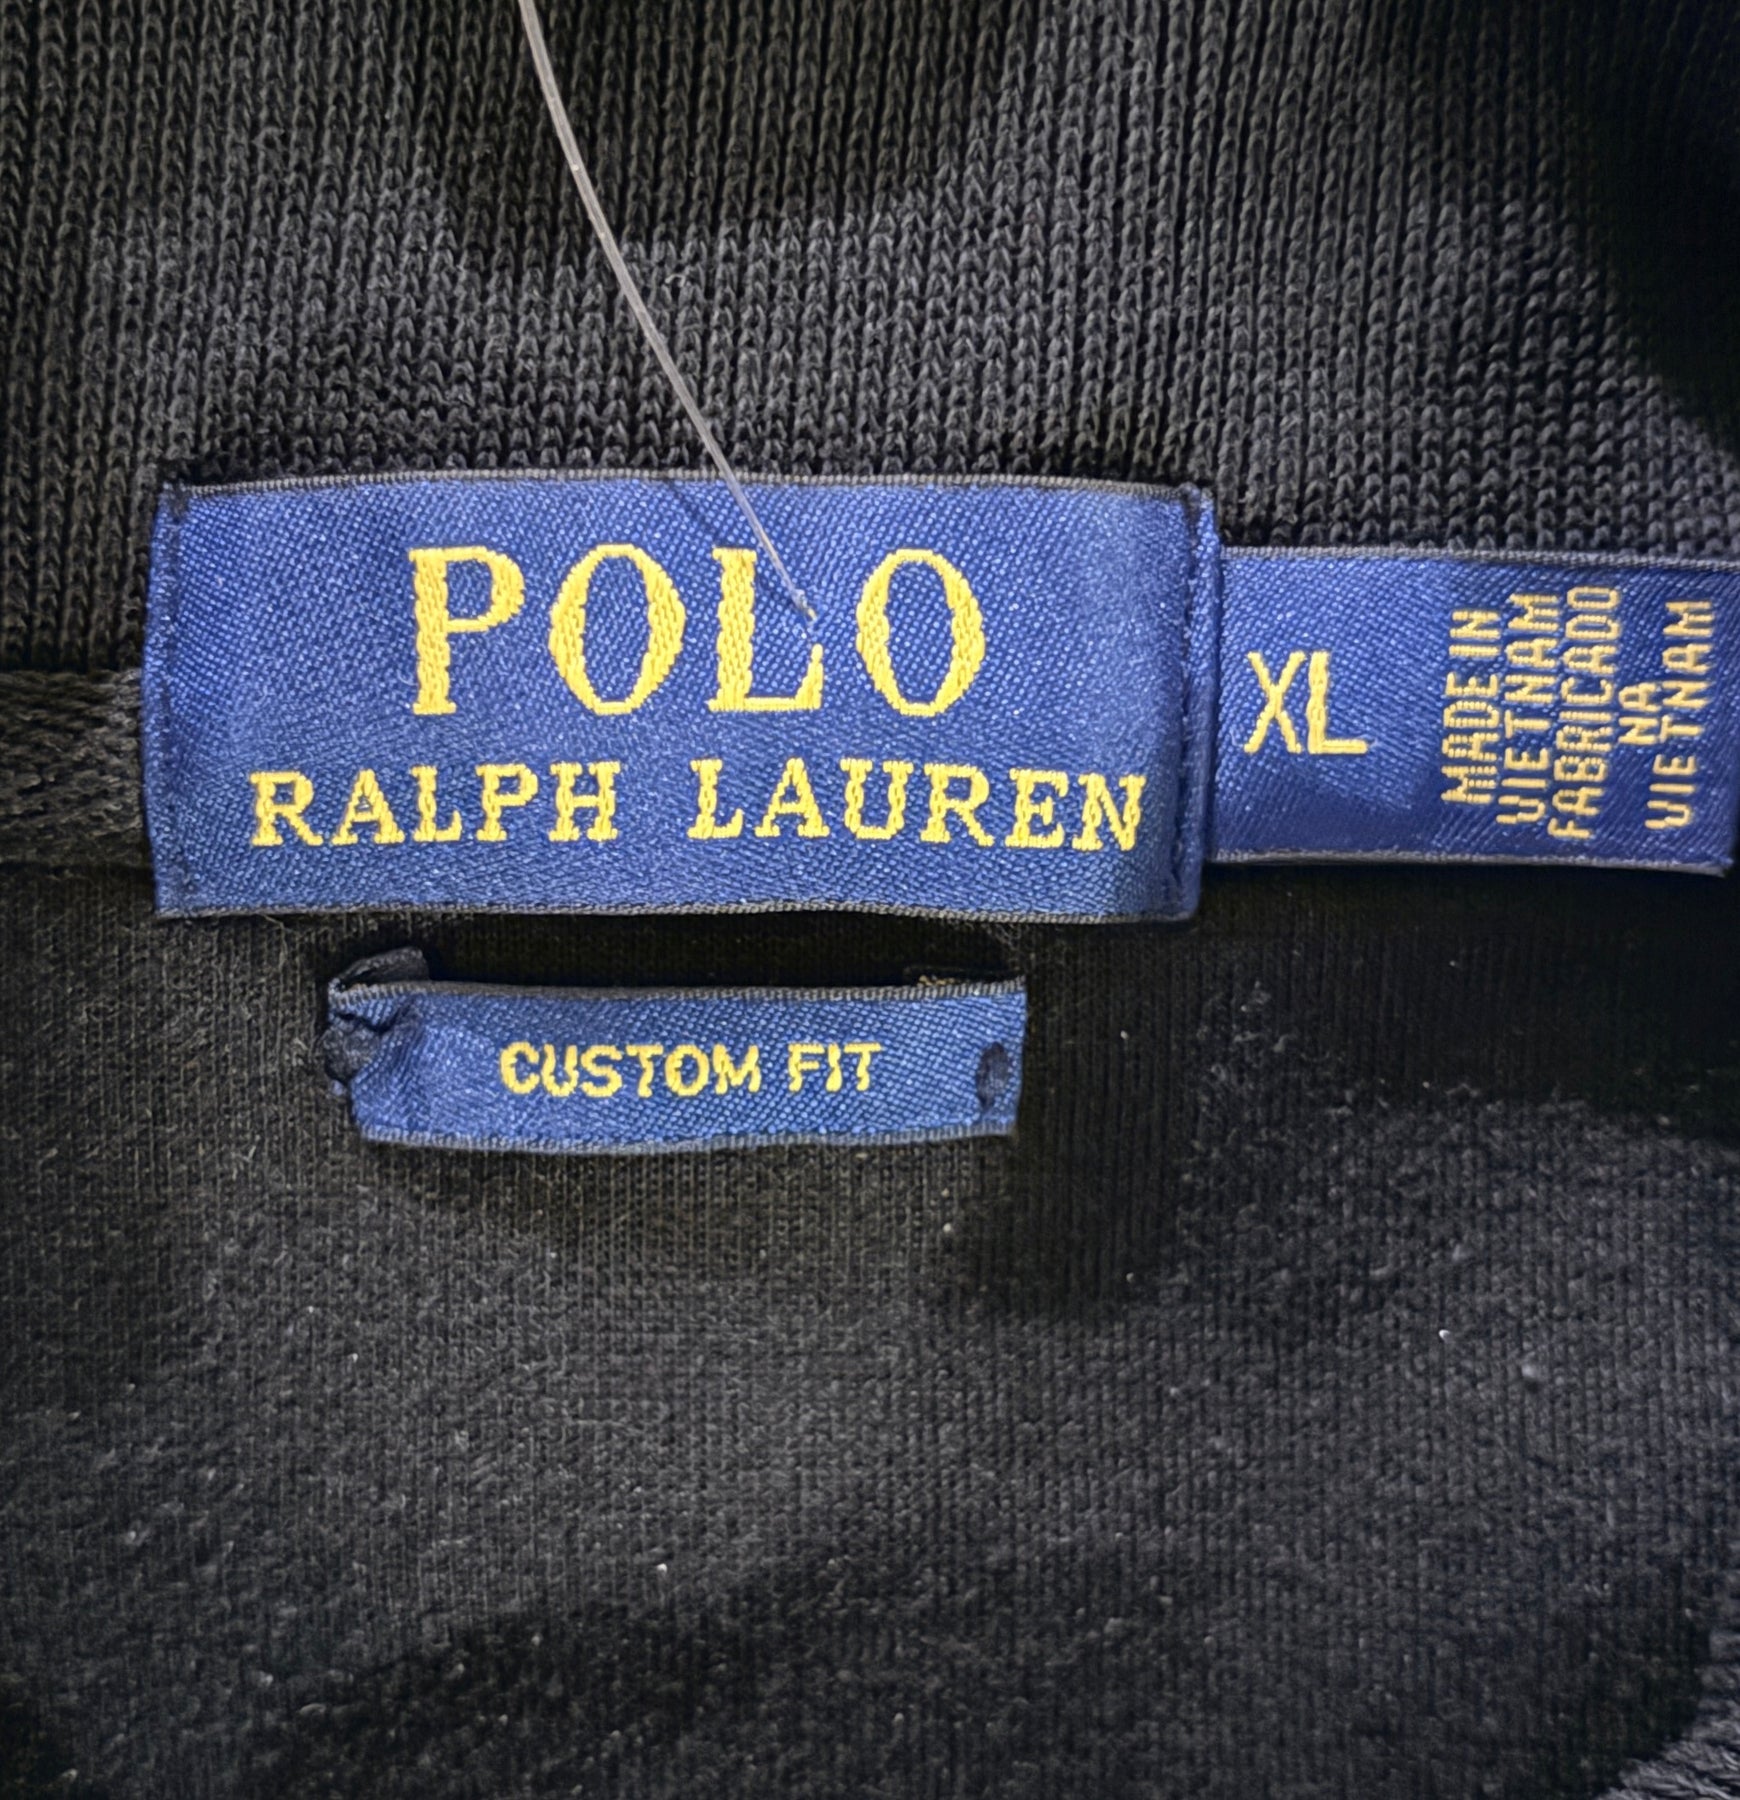 POLO
RALPH LAUREN
XL
MADE IN
VIETNAM
FABRICADO
NA
VIETNAM
CUSTOM FIT